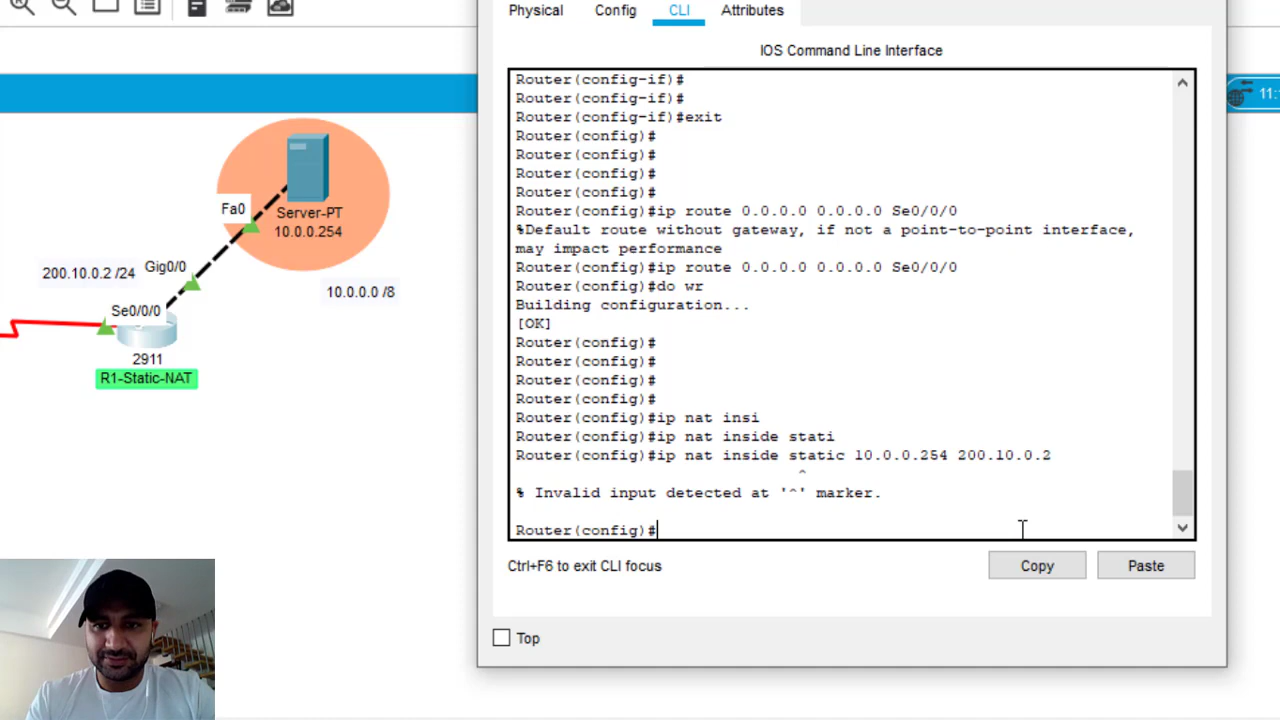 Physical Config CLI Attributes
IOS Command Line Interface
Router(config-if)#
Router(config-if)#
Router(config-if)#exit
Router(config)#
Router(config)#
Router(config)#
Router(config)#
Router(config)#ip route 0.0.0.0 0.0.0.0 Se0/0/0
%Default route without gateway, if not a point-to-point interface,
may impact performance
Router(config)#ip route 0.0.0.0 0.0.0.0 Se0/0/0
Router(config)#do wr
Building configuration...
[OK]
Router(config)#
Router(config)#
Router(config)#
Router(config)#
Router(config)#ip nat insi
Router(config)#ip nat inside stati
Router(config)#ip nat inside static 10.0.0.254 200.10.0.2
^
% Invalid input detected at '^' marker.
Router(config)#
Ctrl+F6 to exit CLI focus
Copy
Paste
Top
Fa0
Server-PT
10.0.0.254
200.10.0.2 /24
Gig0/0
10.0.0.0 /8
Se0/0/0
2911
R1-Static-NAT